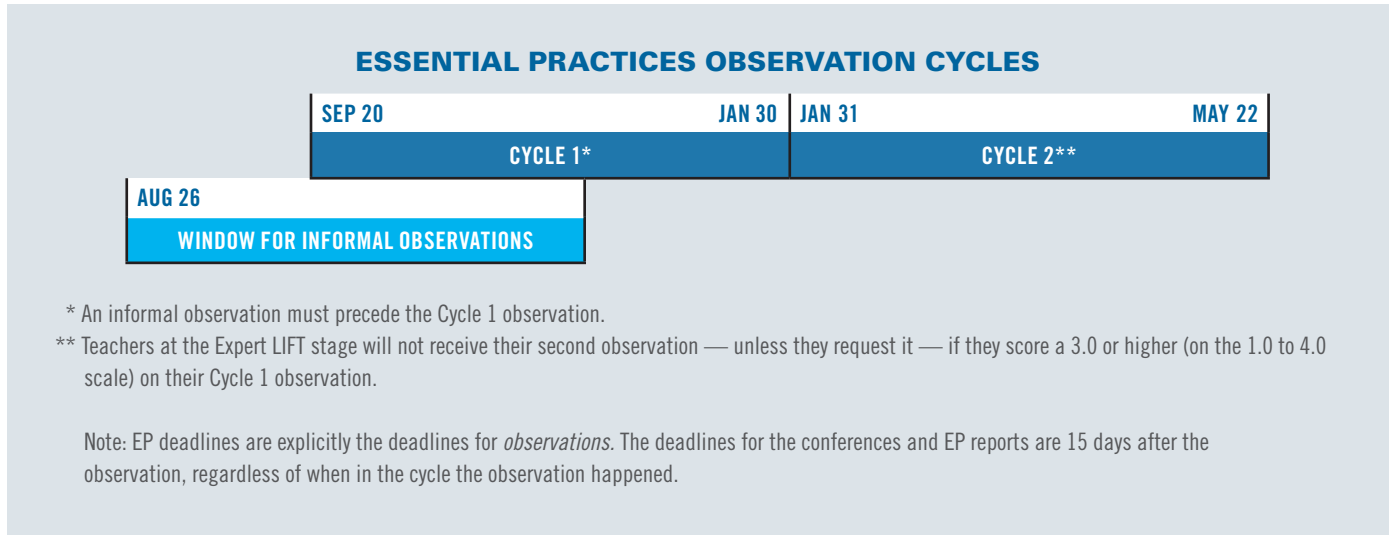 ESSENTIAL PRACTICES OBSERVATION CYCLES
SEP 20 JAN 30 JAN 31 MAY 22
CYCLE 1* CYCLE 2**
AUG 26
WINDOW FOR INFORMAL OBSERVATIONS
* An informal observation must precede the Cycle 1 observation.
** Teachers at the Expert LIFT stage will not receive their second observation — unless they request it — if they score a 3.0 or higher (on the 1.0 to 4.0
scale) on their Cycle 1 observation.
Note: EP deadlines are explicitly the deadlines for observations. The deadlines for the conferences and EP reports are 15 days after the
observation, regardless of when in the cycle the observation happened.